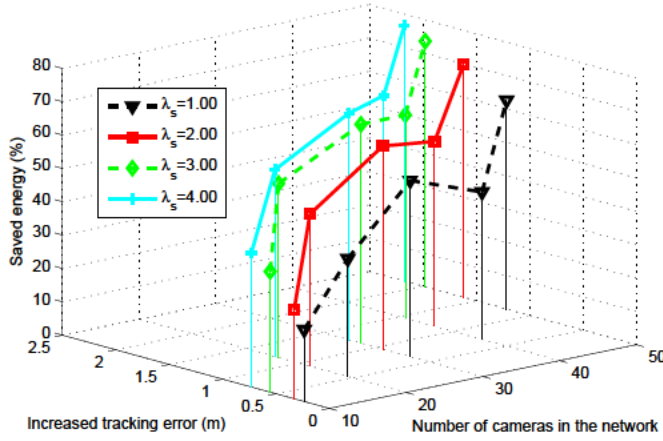 80
70
60
50
40
30
20
10
0
Saved energy (%)
λs=1.00
λs=2.00
λs=3.00
λs=4.00
2.5
2
1.5
1
0.5
0
Increased tracking error (m)
10
20
30
40
50
Number of cameras in the network